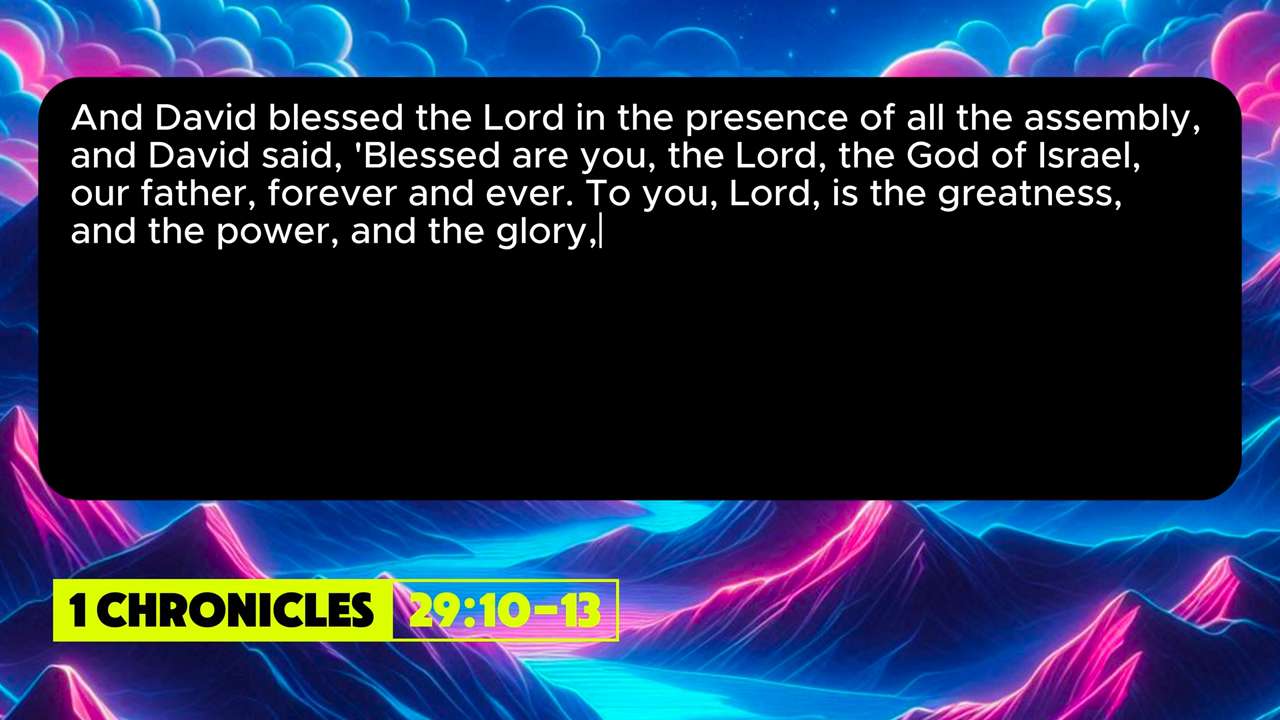 And David blessed the Lord in the presence of all the assembly,
and David said, 'Blessed are you, the Lord, the God of Israel,
our father, forever and ever. To you, Lord, is the greatness,
and the power, and the glory,
1 CHRONICLES 29:10-13